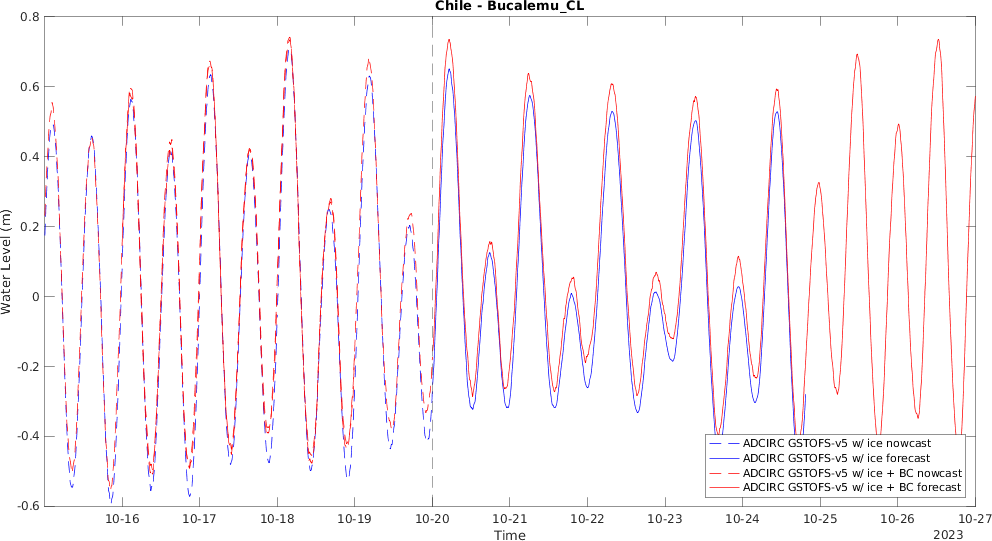 Chile - Bucalemu_CL
Water Level (m)
0.8
0.6
0.4
0.2
0
-0.2
-0.4
-0.6
ADCIRC GSTOFS-v5 w/ ice nowcast
ADCIRC GSTOFS-v5 w/ ice forecast
ADCIRC GSTOFS-v5 w/ ice + BC nowcast
ADCIRC GSTOFS-v5 w/ ice + BC forecast
10-16 10-17 10-18 10-19 10-20 10-21 10-22 10-23 10-24 10-25 10-26 10-27
Time
2023